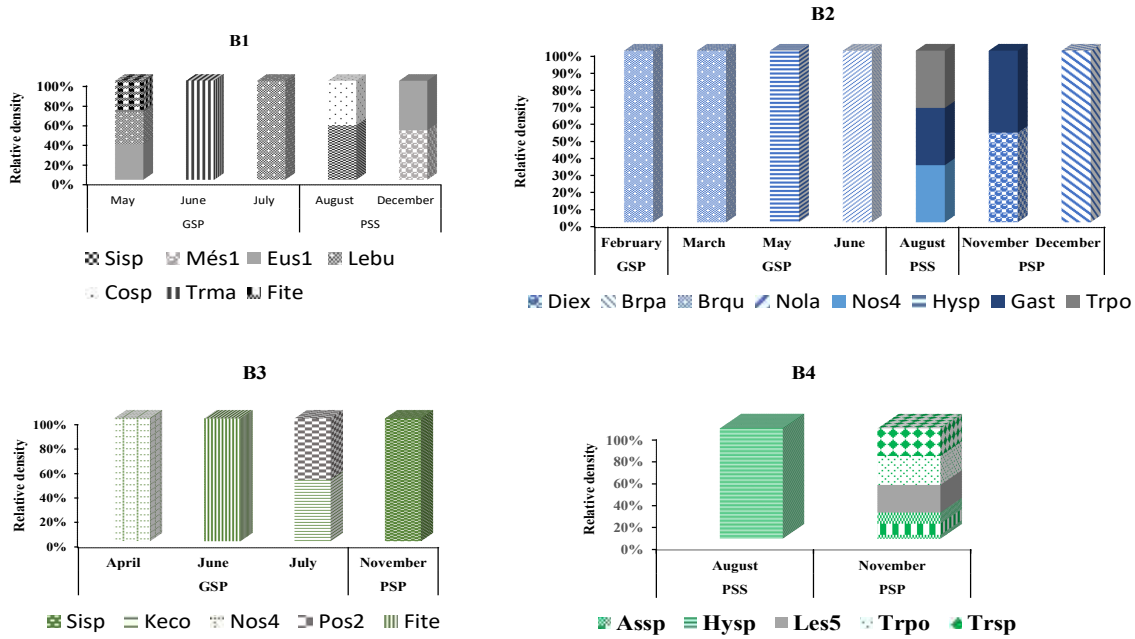 B1
Relative density
100%
80%
60%
40%
20%
0%
May June July August December
GSP PSS
Sisp Més1 Eus1 Lebu
Cosp Trma Fite
B2
Relative density
100%
90%
80%
70%
60%
50%
40%
30%
20%
10%
0%
February March May June August November December
GSP GSP PSS PSP
Diex Brpa Brqu Nola Nos4 Hysp Gast Trpo
B3
Relative density
100%
80%
60%
40%
20%
0%
April June July November
GSP PSP
Sisp Keco Nos4 Pos2 Fite
B4
Relative density
100%
80%
60%
40%
20%
0%
August November
PSS PSP
Assp Hysp Les5 Trpo Trsp